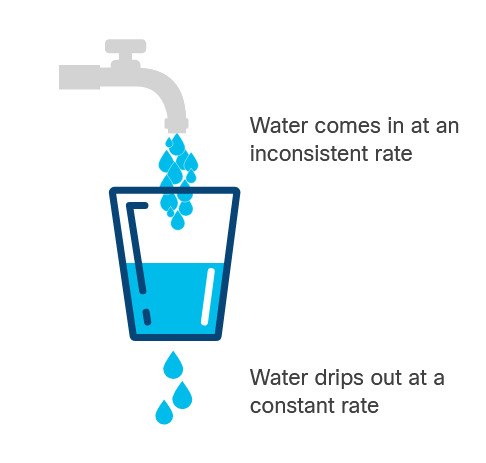 Water comes in at an
inconsistent rate
Water drips out at a
constant rate